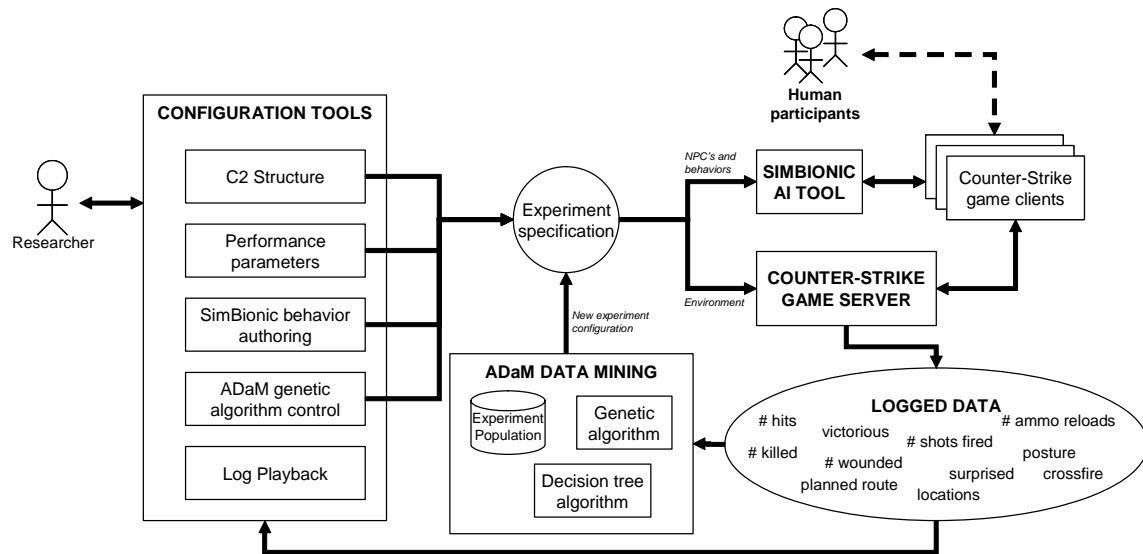 CONFIGURATION TOOLS
C2 Structure
Performance
parameters
SimBionic behavior
authoring
ADaM genetic
algorithm control
Log Playback
Researcher
Experiment
specification
New experiment
configuration
NPC's and
behaviors
Environment
Human
participants
SIMBIONIC
AI TOOL
Counter-Strike
game clients
COUNTER-STRIKE
GAME SERVER
ADaM DATA MINING
Experiment
Population
Genetic
algorithm
Decision tree
algorithm
LOGGED DATA
# hits
victorious
# shots fired
# ammo reloads
# killed
# wounded
posture
planned route
surprised
crossfire
locations